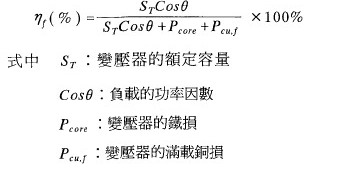 η_f(%) = S_T Cosθ / (S_T Cosθ + P_core + P_cu,f) × 100%
式中 S_T：變壓器的額定容量
Cosθ：負載的功率因數
P_core：變壓器的鐵損
P_cu,f：變壓器的滿載銅損